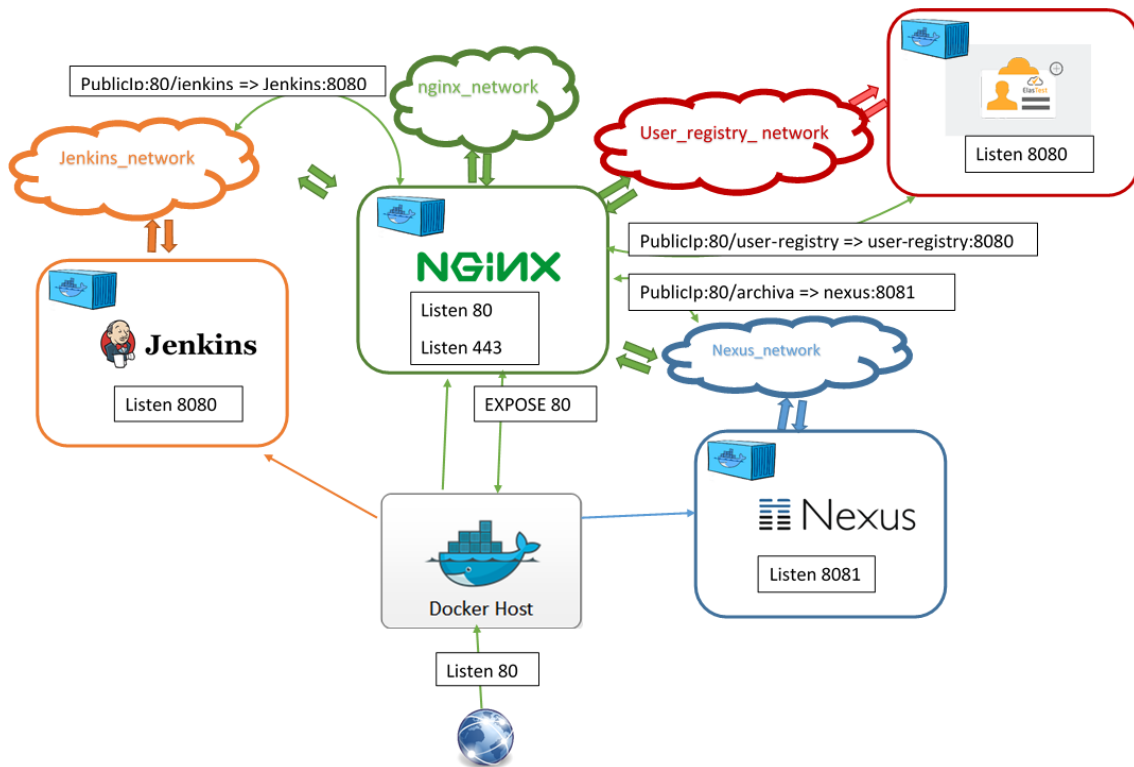 PublicIp:80/jenkins => Jenkins:8080
nginx_network
User_registry_network
ElasTest
Listen 8080
Jenkins_network
PublicIp:80/user-registry => user-registry:8080
NGINX
PublicIp:80/archiva => nexus:8081
Listen 80
Listen 443
Nexus_network
Jenkins
Listen 8080
EXPOSE 80
Nexus
Listen 8081
Docker Host
Listen 80